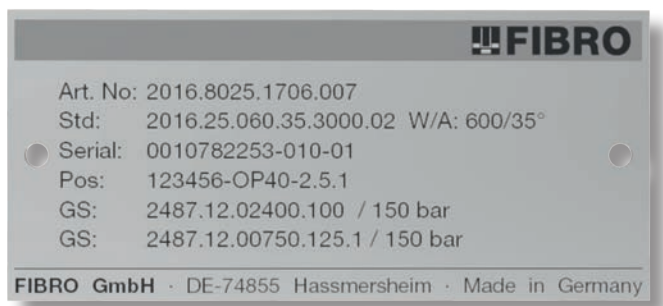 FIBRO
Art. No: 2016.8025.1706.007
Std: 2016.25.060.35.3000.02 W/A: 600/35°
Serial: 0010782253-010-01
Pos: 123456-OP40-2.5.1
GS: 2487.12.02400.100 / 150 bar
GS: 2487.12.00750.125.1 / 150 bar
FIBRO GmbH · DE-74855 Hassmersheim · Made in Germany